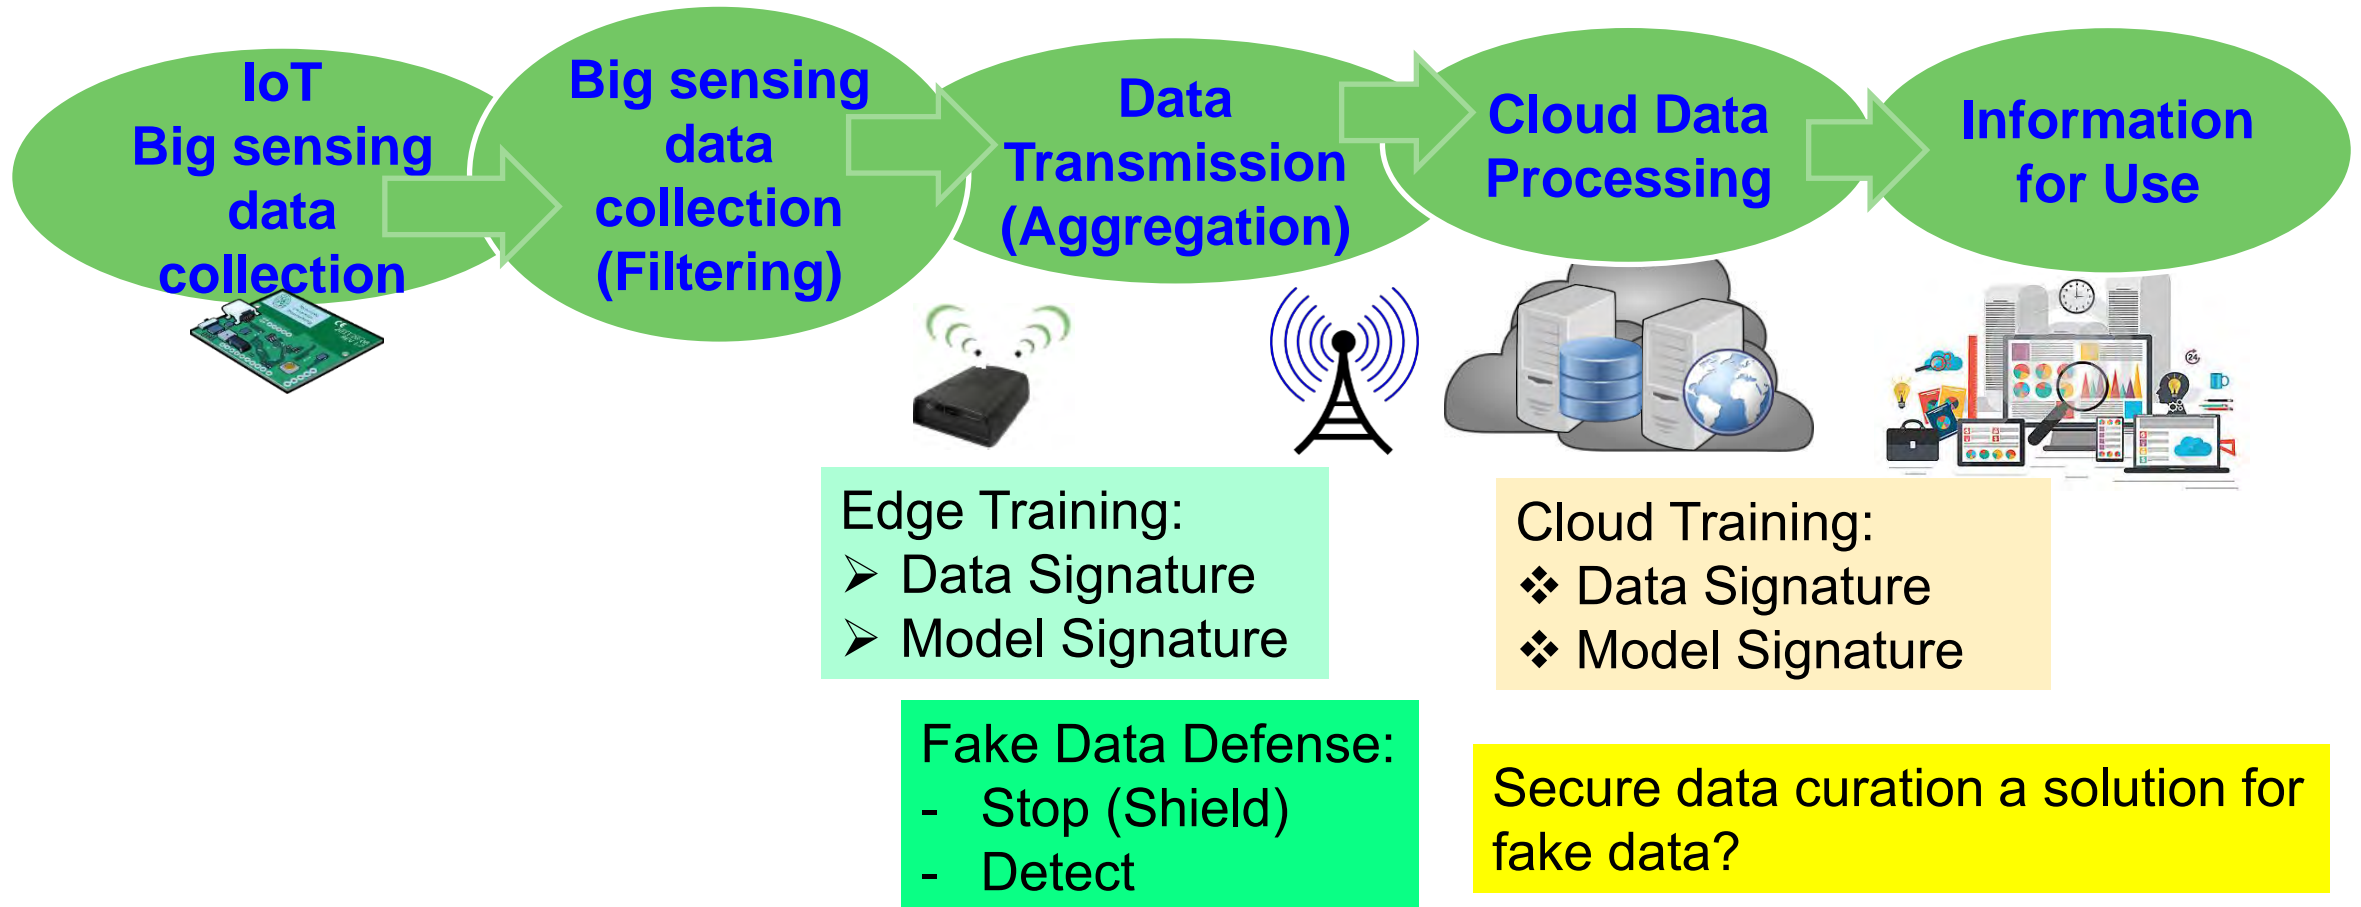 IoT
Big sensing
data
collection
Big sensing
data
collection
(Filtering)
Data
Transmission
(Aggregation)
Cloud Data
Processing
Information
for Use
24
Edge Training:
➢ Data Signature
➢ Model Signature
Cloud Training:
❖ Data Signature
❖ Model Signature
Fake Data Defense:
- Stop (Shield)
- Detect
Secure data curation a solution for
fake data?